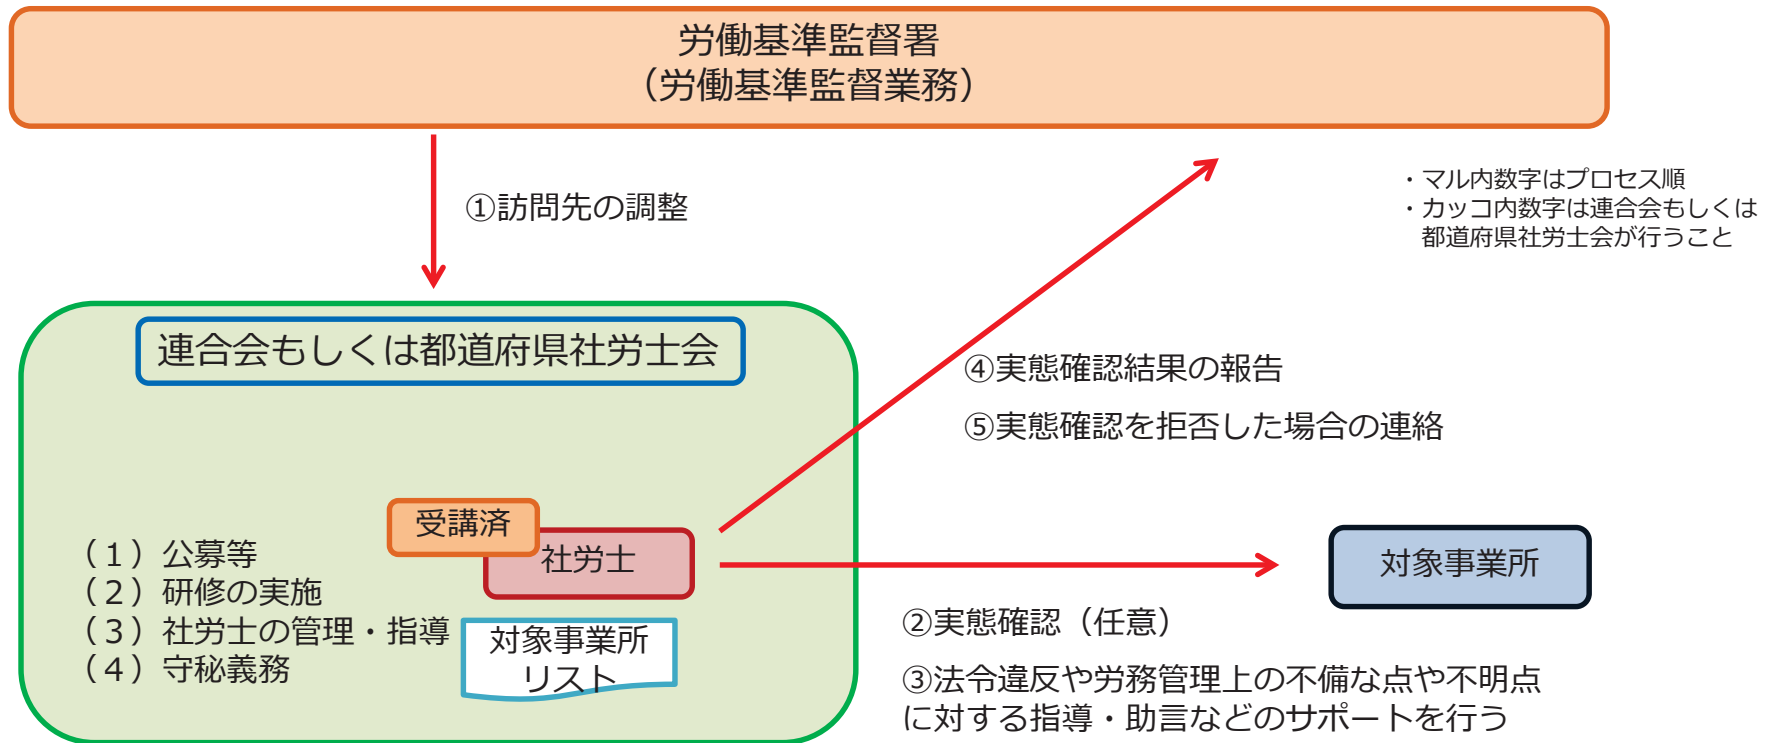 労働基準監督署
（労働基準監督業務）
①訪問先の調整
・マル内数字はプロセス順
・カッコ内数字は連合会もしくは
都道府県社労士会が行うこと
連合会もしくは都道府県社労士会
④実態確認結果の報告
⑤実態確認を拒否した場合の連絡
受講済
社労士
（１）公募等
（２）研修の実施
（３）社労士の管理・指導
（４）守秘義務
対象事業所
リスト
対象事業所
②実態確認（任意）
③法令違反や労務管理上の不備な点や不明点
に対する指導・助言などのサポートを行う